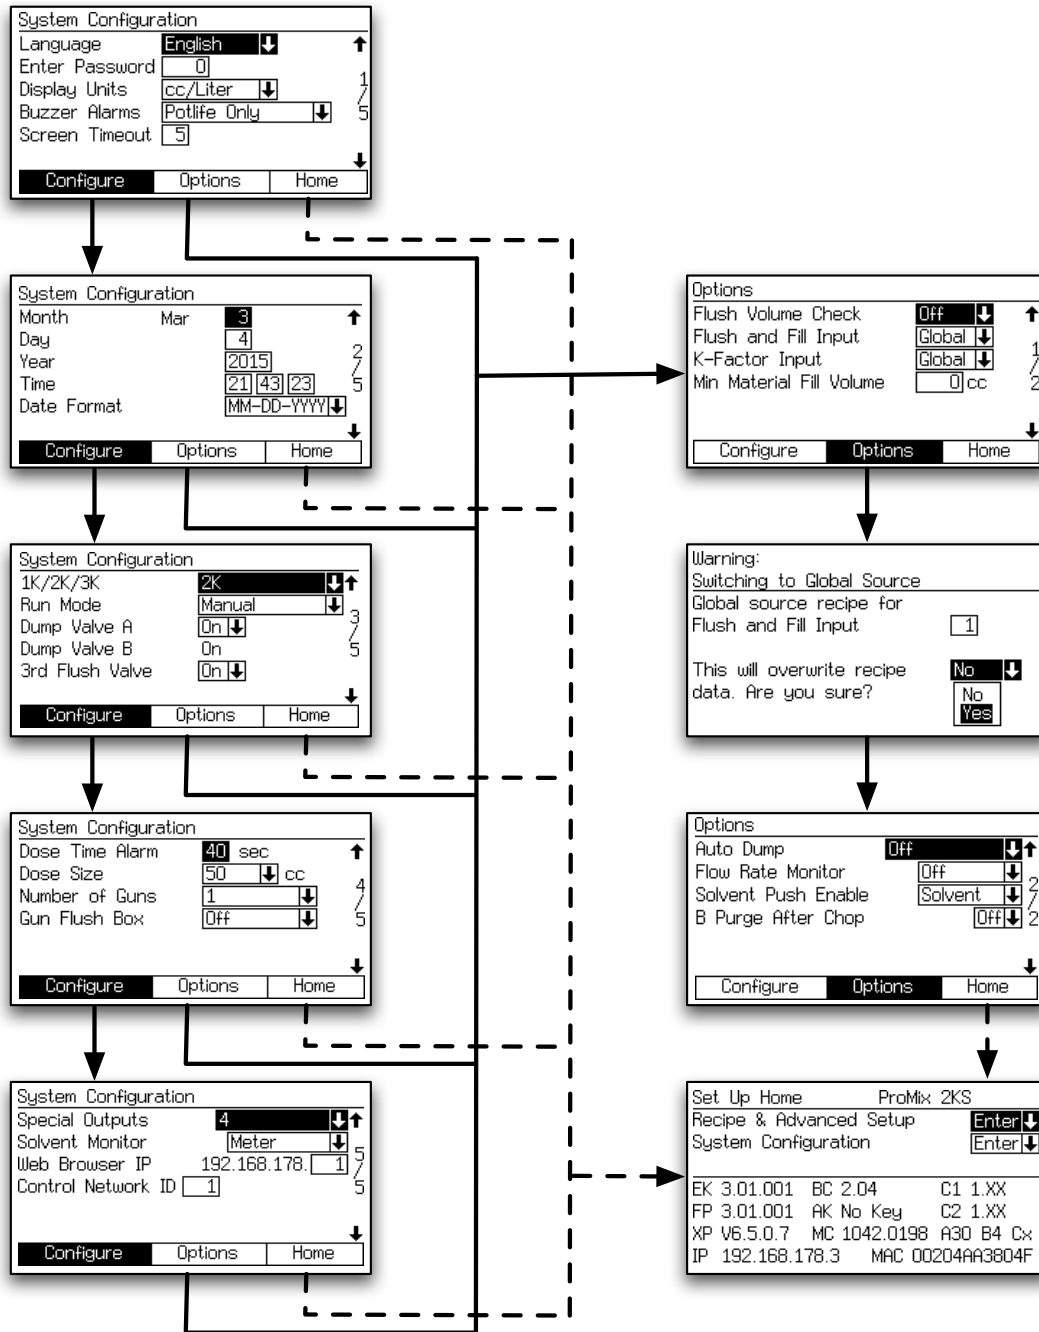 System Configuration
Language English
Enter Password 0
Display Units cc/Liter
Buzzer Alarms Potlife Only
Screen Timeout 5
1/5
Configure Options Home
System Configuration
Month Mar 3
Day 4
Year 2015
Time 21 43 23
Date Format MM-DD-YYYY
2/5
Configure Options Home
System Configuration
1K/2K/3K 2K
Run Mode Manual
Dump Valve A On
Dump Valve B On
3rd Flush Valve On
3/5
Configure Options Home
System Configuration
Dose Time Alarm 40 sec
Dose Size 50 cc
Number of Guns 1
Gun Flush Box Off
4/5
Configure Options Home
System Configuration
Special Outputs 4
Solvent Monitor Meter
Web Browser IP 192.168.178. 1
Control Network ID 1
5/5
Configure Options Home
Options
Flush Volume Check Off
Flush and Fill Input Global
K-Factor Input Global
Min Material Fill Volume 0 cc
1/2
Configure Options Home
Warning:
Switching to Global Source
Global source recipe for
Flush and Fill Input 1
This will overwrite recipe No
data. Are you sure? No
Yes
Options
Auto Dump Off
Flow Rate Monitor Off
Solvent Push Enable Solvent
B Purge After Chop Off
2/2
Configure Options Home
Set Up Home ProMix 2KS
Recipe & Advanced Setup Enter
System Configuration Enter
EK 3.01.001 BC 2.04 C1 1.XX
FP 3.01.001 AK No Key C2 1.XX
XP V6.5.0.7 MC 1042.0198 A30 B4 Cx
IP 192.168.178.3 MAC 00204AA3804F